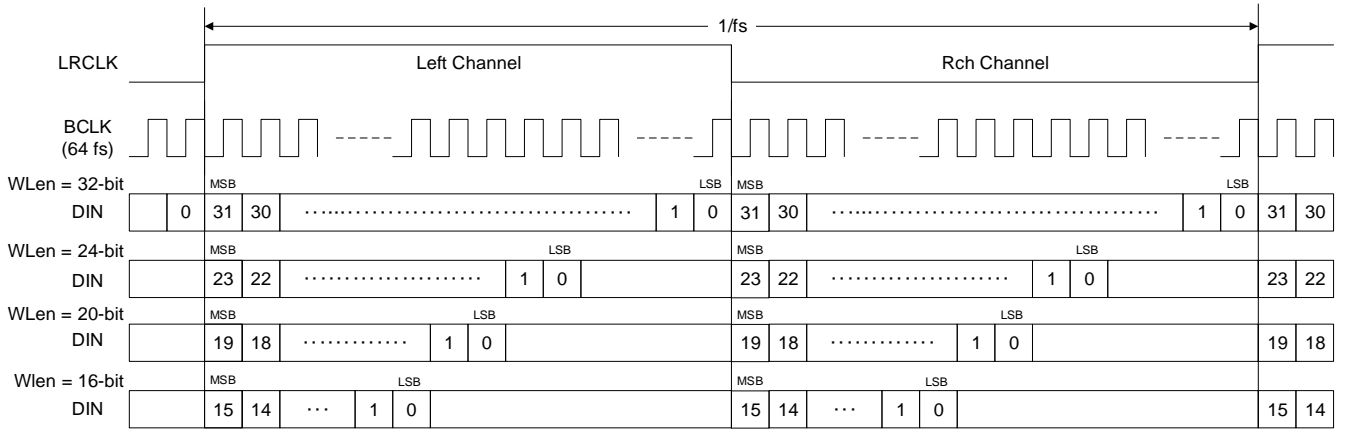 1/fs
LRCLK Left Channel Rch Channel
BCLK
(64 fs)
WLen = 32-bit MSB LSB MSB LSB
DIN 0 31 30 ······································ 1 0 31 30 ······································ 1 0 31 30
WLen = 24-bit MSB LSB MSB LSB
DIN 23 22 ······················ 1 0 23 22 ······················ 1 0 23 22
WLen = 20-bit MSB LSB MSB LSB
DIN 19 18 ············· 1 0 19 18 ············· 1 0 19 18
Wlen = 16-bit MSB LSB MSB LSB
DIN 15 14 ··· 1 0 15 14 ··· 1 0 15 14